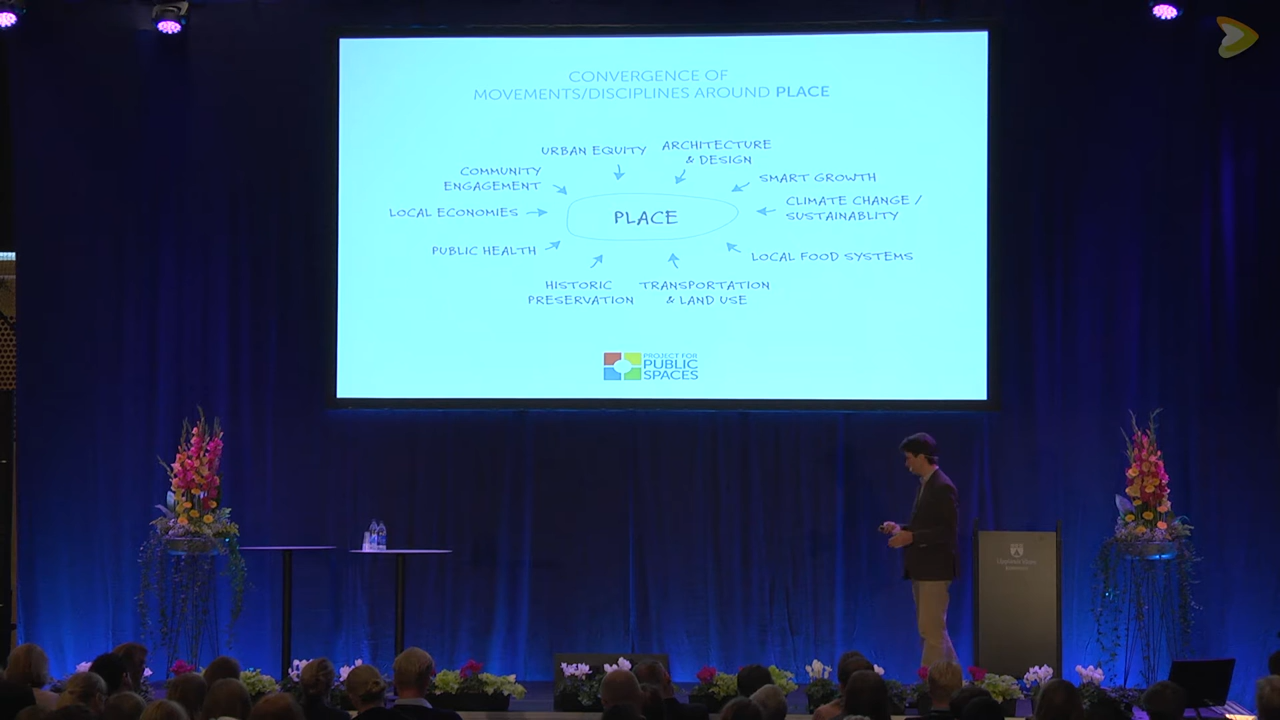 CONVERGENCE OF
MOVEMENTS/DISCIPLINES AROUND PLACE
URBAN EQUITY
ARCHITECTURE
& DESIGN
COMMUNITY
ENGAGEMENT
SMART GROWTH
LOCAL ECONOMIES
PLACE
CLIMATE CHANGE /
SUSTAINABLITY
PUBLIC HEALTH
LOCAL FOOD SYSTEMS
HISTORIC
PRESERVATION
TRANSPORTATION
& LAND USE
PROJECT FOR
PUBLIC
SPACES